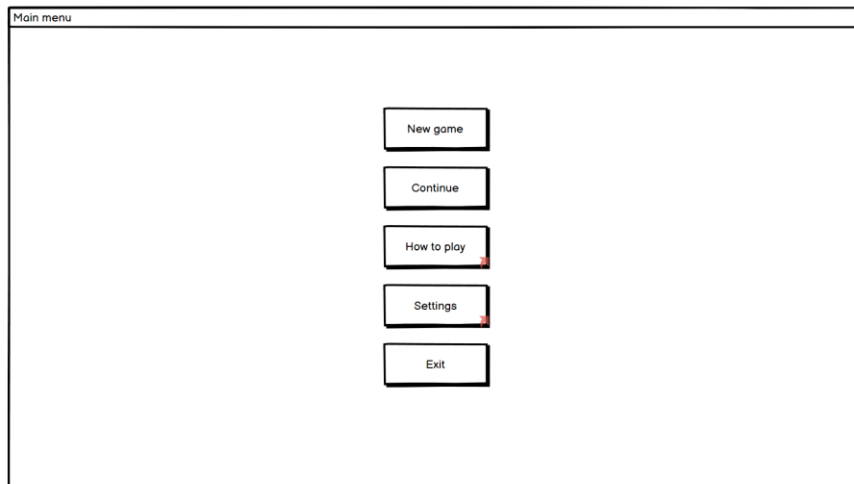 Main menu
New game
Continue
How to play
Settings
Exit